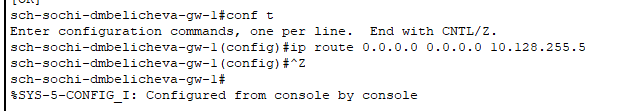 [OK]
sch-sochi-dmbelicheva-gw-1#conf t
Enter configuration commands, one per line.  End with CNTL/Z.
sch-sochi-dmbelicheva-gw-1(config)#ip route 0.0.0.0 0.0.0.0 10.128.255.5
sch-sochi-dmbelicheva-gw-1(config)#^Z
sch-sochi-dmbelicheva-gw-1#
%SYS-5-CONFIG_I: Configured from console by console